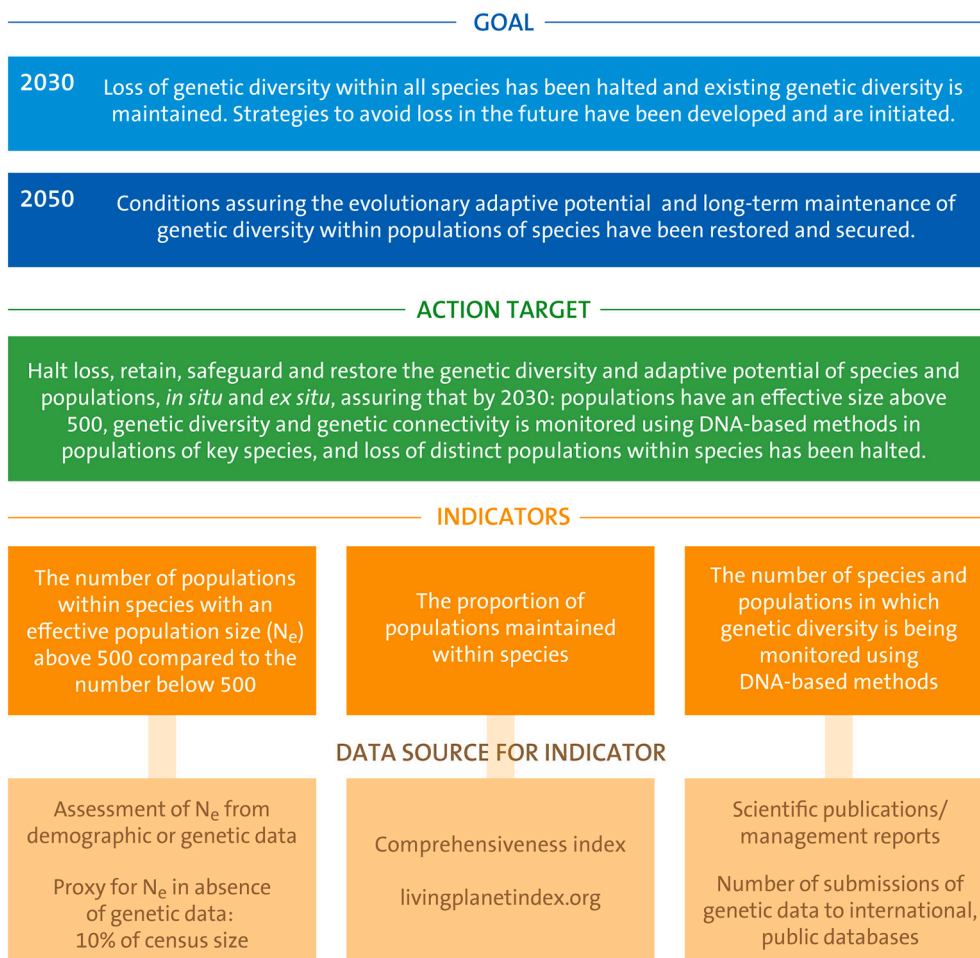 GOAL
2030
Loss of genetic diversity within all species has been halted and existing genetic diversity is
maintained. Strategies to avoid loss in the future have been developed and are initiated.
2050
Conditions assuring the evolutionary adaptive potential and long-term maintenance of
genetic diversity within populations of species have been restored and secured.
ACTION TARGET
Halt loss, retain, safeguard and restore the genetic diversity and adaptive potential of species and
populations, in situ and ex situ, assuring that by 2030: populations have an effective size above
500, genetic diversity and genetic connectivity is monitored using DNA-based methods in
populations of key species, and loss of distinct populations within species has been halted.
INDICATORS
The number of populations
within species with an
effective population size (Ne)
above 500 compared to the
number below 500
The proportion of
populations maintained
within species
The number of species and
populations in which
genetic diversity is being
monitored using
DNA-based methods
DATA SOURCE FOR INDICATOR
Assessment of Ne from
demographic or genetic data
Proxy for Ne in absence
of genetic data:
10% of census size
Comprehensiveness index
livingplanetindex.org
Scientific publications/
management reports
Number of submissions of
genetic data to international,
public databases